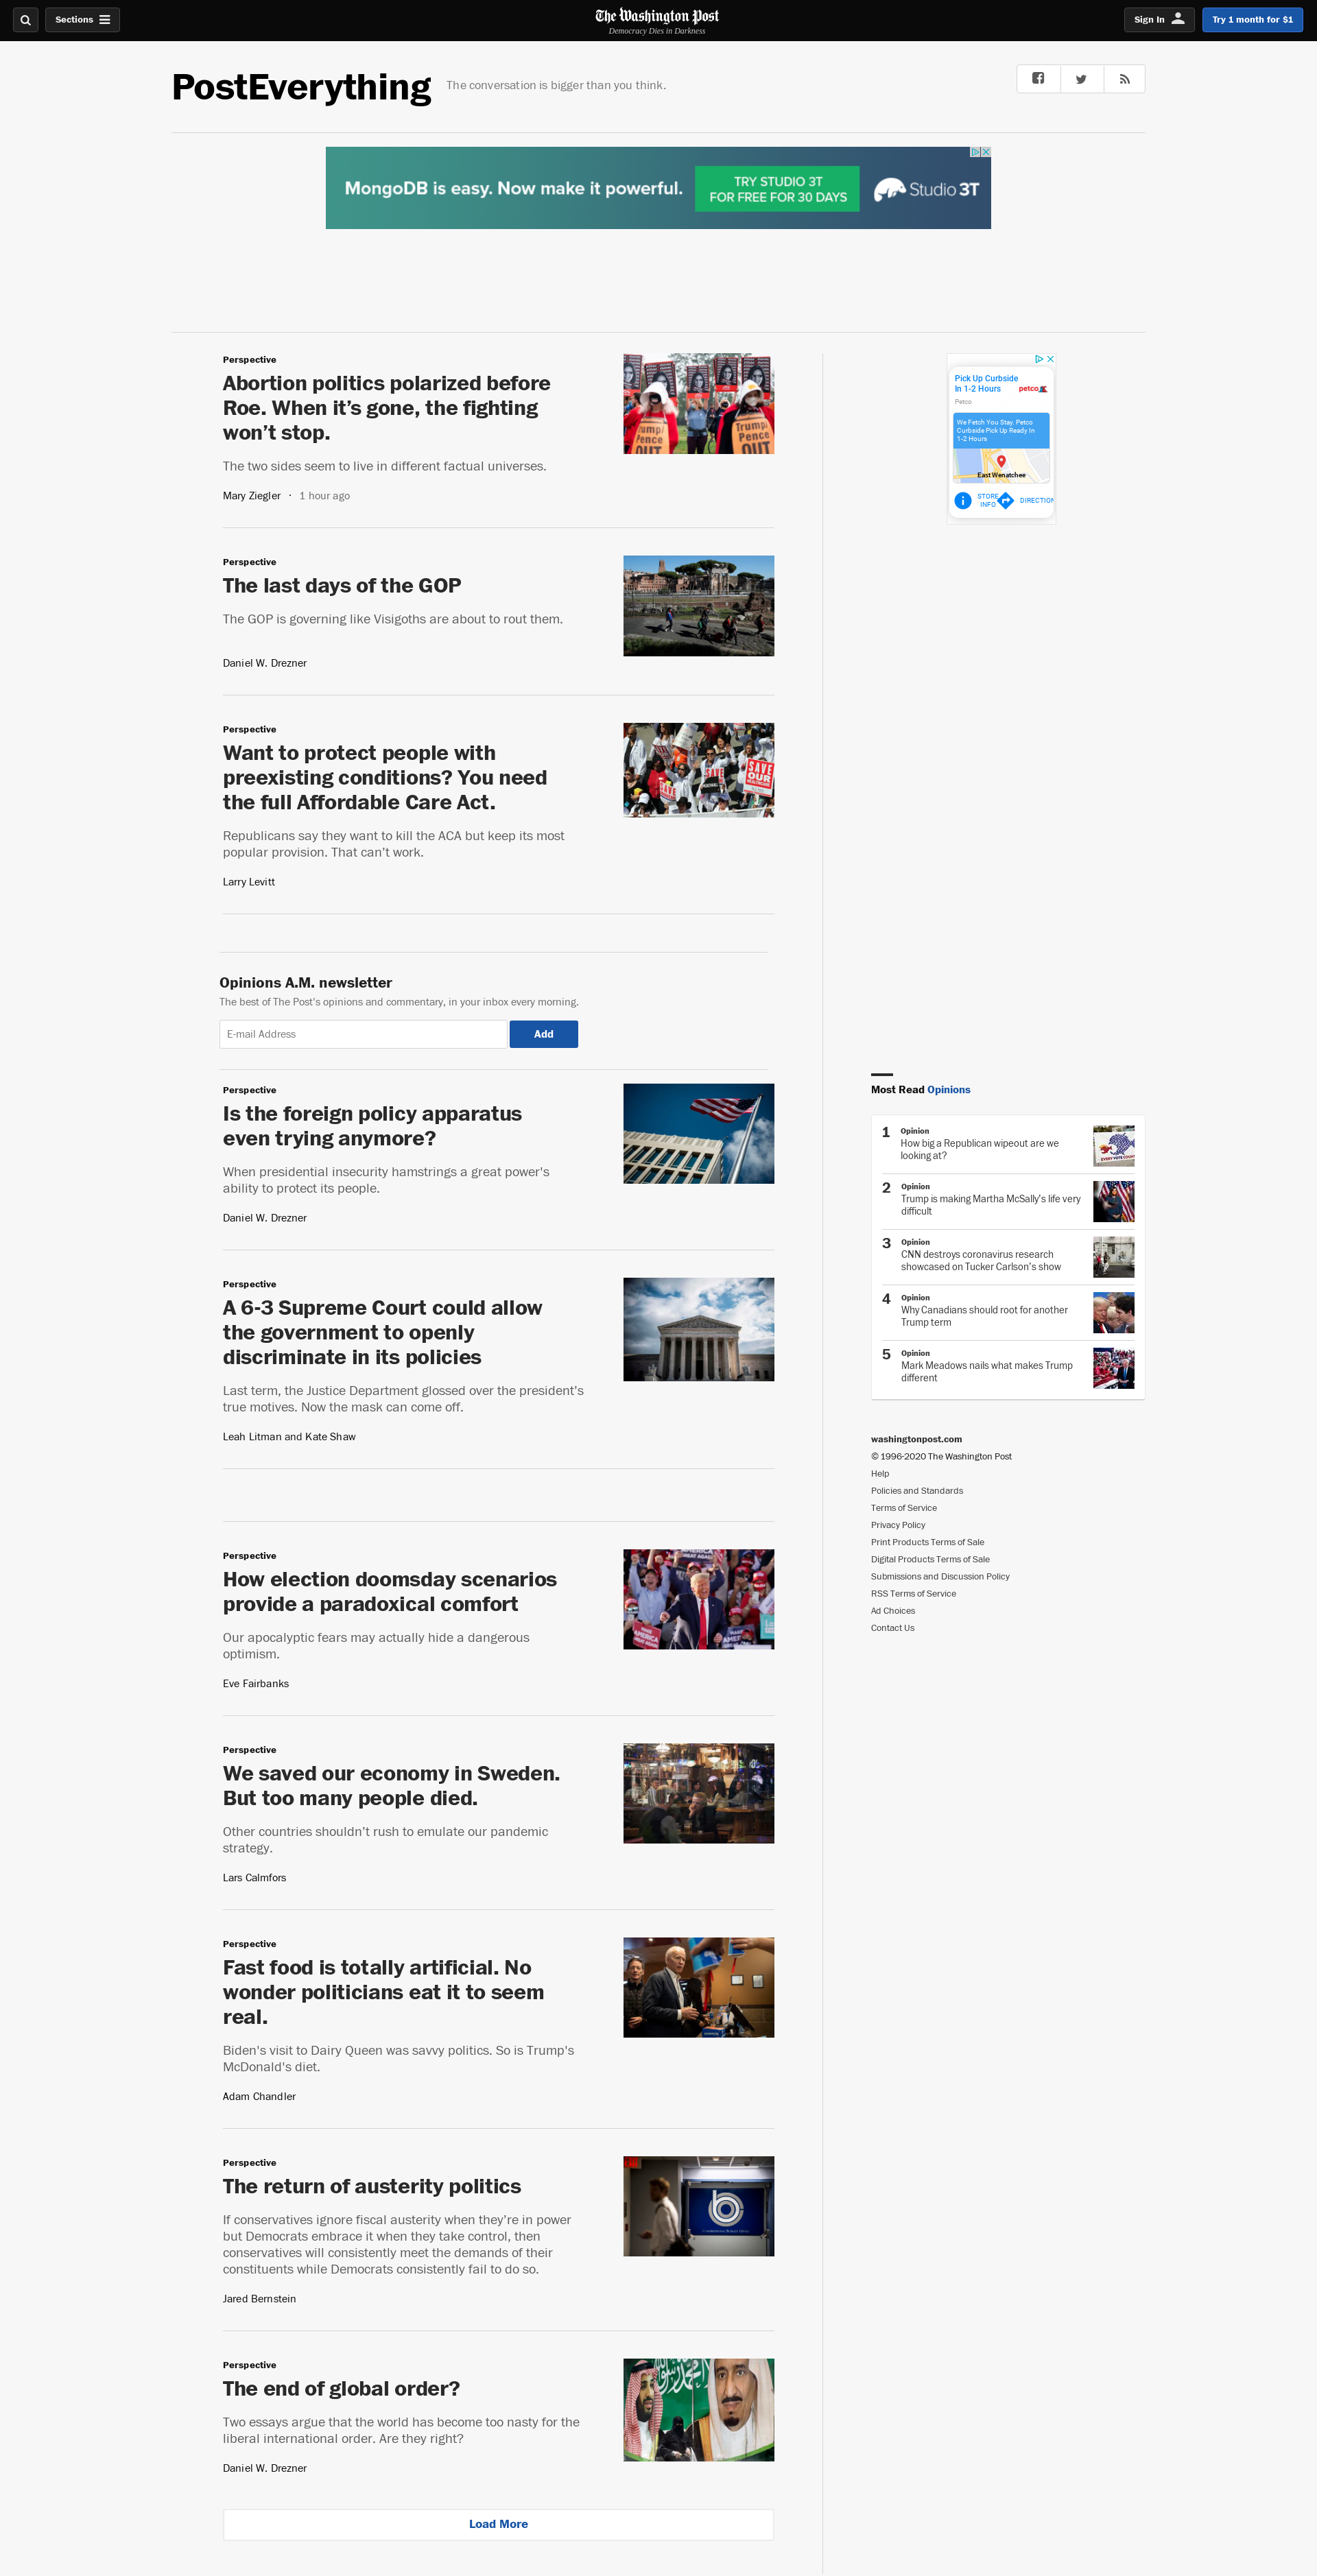 Sections
The Washington Post
Democracy Dies in Darkness
Sign In
Try 1 month for $1
PostEverything
The conversation is bigger than you think.
MongoDB is easy. Now make it powerful.
TRY STUDIO 3T
FOR FREE FOR 30 DAYS
Studio 3T
Perspective
Abortion politics polarized before
Roe. When it’s gone, the fighting
won’t stop.
The two sides seem to live in different factual universes.
Mary Ziegler · 1 hour ago
Trump/
Pence
OUT
Trump
Pence
OUT
Perspective
The last days of the GOP
The GOP is governing like Visigoths are about to rout them.
Daniel W. Drezner
Perspective
Want to protect people with
preexisting conditions? You need
the full Affordable Care Act.
Republicans say they want to kill the ACA but keep its most
popular provision. That can’t work.
Larry Levitt
SAVE
SAVE
SAVE
OUR
Opinions A.M. newsletter
The best of The Post's opinions and commentary, in your inbox every morning.
E-mail Address
Add
Perspective
Is the foreign policy apparatus
even trying anymore?
When presidential insecurity hamstrings a great power's
ability to protect its people.
Daniel W. Drezner
Perspective
A 6-3 Supreme Court could allow
the government to openly
discriminate in its policies
Last term, the Justice Department glossed over the president’s
true motives. Now the mask can come off.
Leah Litman and Kate Shaw
Perspective
How election doomsday scenarios
provide a paradoxical comfort
Our apocalyptic fears may actually hide a dangerous
optimism.
Eve Fairbanks
Perspective
We saved our economy in Sweden.
But too many people died.
Other countries shouldn’t rush to emulate our pandemic
strategy.
Lars Calmfors
Perspective
Fast food is totally artificial. No
wonder politicians eat it to seem
real.
Biden's visit to Dairy Queen was savvy politics. So is Trump's
McDonald's diet.
Adam Chandler
Perspective
The return of austerity politics
If conservatives ignore fiscal austerity when they’re in power
but Democrats embrace it when they take control, then
conservatives will consistently meet the demands of their
constituents while Democrats consistently fail to do so.
Jared Bernstein
Perspective
The end of global order?
Two essays argue that the world has become too nasty for the
liberal international order. Are they right?
Daniel W. Drezner
Load More
Pick Up Curbside
In 1-2 Hours
petco
Petco
We Fetch You Stay. Petco
Curbside Pick Up Ready In
1-2 Hours
East Wenatchee
STORE
INFO
DIRECTION
Most Read Opinions
1
Opinion
How big a Republican wipeout are we
looking at?
EVERY VOTE COUNTS
2
Opinion
Trump is making Martha McSally's life very
difficult
3
Opinion
CNN destroys coronavirus research
showcased on Tucker Carlson's show
4
Opinion
Why Canadians should root for another
Trump term
5
Opinion
Mark Meadows nails what makes Trump
different
washingtonpost.com
© 1996-2020 The Washington Post
Help
Policies and Standards
Terms of Service
Privacy Policy
Print Products Terms of Sale
Digital Products Terms of Sale
Submissions and Discussion Policy
RSS Terms of Service
Ad Choices
Contact Us